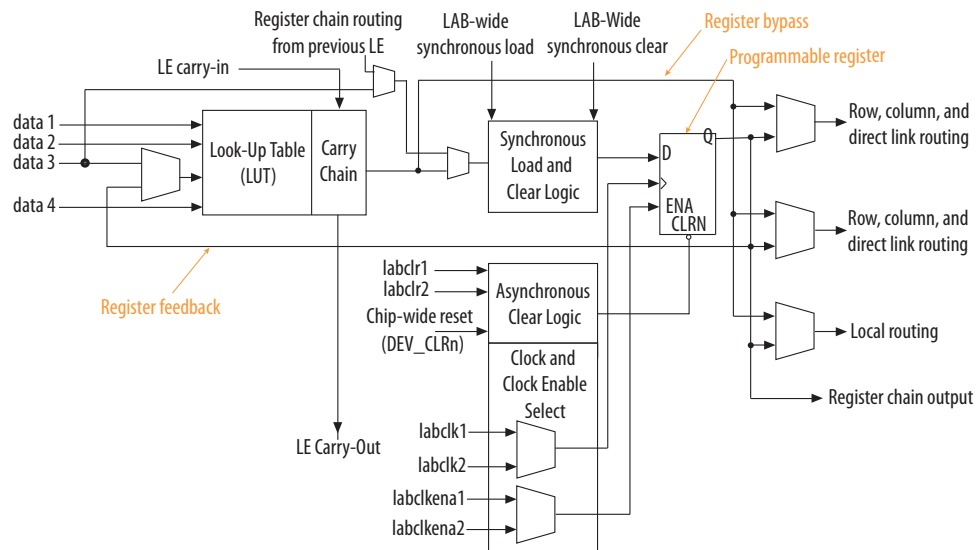 Register chain routing
from previous LE
LAB-wide
synchronous load
LAB-Wide
synchronous clear
Register bypass
Programmable register
LE carry-in
data 1
data 2
data 3
data 4
Look-Up Table
(LUT)
Carry
Chain
Synchronous
Load and
Clear Logic
D
Q
ENA
CLRN
Row, column, and
direct link routing
Row, column, and
direct link routing
Local routing
Register chain output
Register feedback
labclr1
labclr2
Chip-wide reset
(DEV_CLRn)
Asynchronous
Clear Logic
Clock and
Clock Enable
Select
labclk1
labclk2
labclkena1
labclkena2
LE Carry-Out